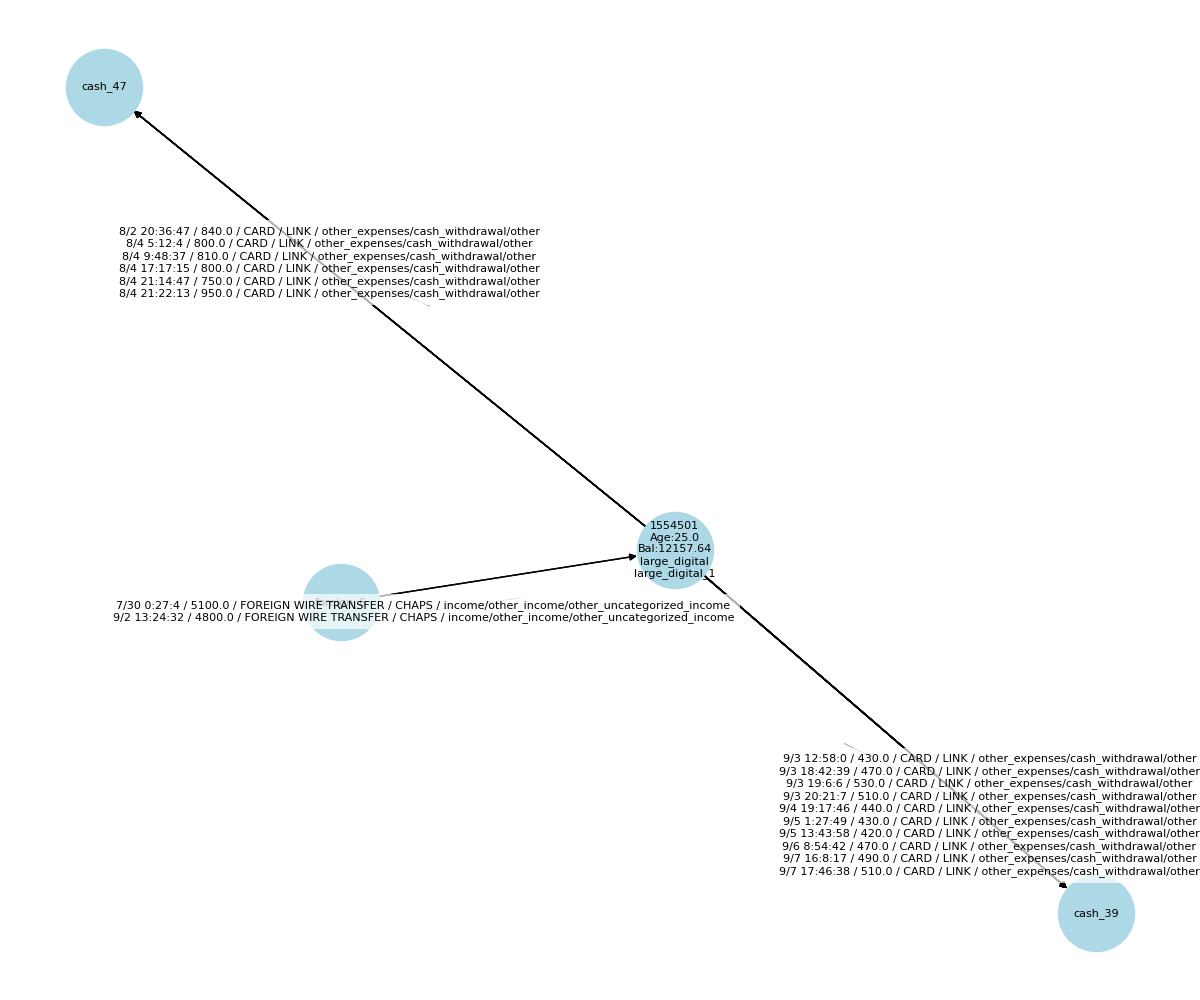 cash_47
8/2 20:36:47 / 840.0 / CARD / LINK / other_expenses/cash_withdrawal/other
8/4 5:12:4 / 800.0 / CARD / LINK / other_expenses/cash_withdrawal/other
8/4 9:48:37 / 810.0 / CARD / LINK / other_expenses/cash_withdrawal/other
8/4 17:17:15 / 800.0 / CARD / LINK / other_expenses/cash_withdrawal/other
8/4 21:14:47 / 750.0 / CARD / LINK / other_expenses/cash_withdrawal/other
8/4 21:22:13 / 950.0 / CARD / LINK / other_expenses/cash_withdrawal/other
1554501
Age:25.0
Bal:12157.64
large_digital
large_digital_1
7/30 0:27:4 / 5100.0 / FOREIGN WIRE TRANSFER / CHAPS / income/other_income/other_uncategorized_income
9/2 13:24:32 / 4800.0 / FOREIGN WIRE TRANSFER / CHAPS / income/other_income/other_uncategorized_income
9/3 12:58:0 / 430.0 / CARD / LINK / other_expenses/cash_withdrawal/other
9/3 18:42:39 / 470.0 / CARD / LINK / other_expenses/cash_withdrawal/other
9/3 19:6:6 / 530.0 / CARD / LINK / other_expenses/cash_withdrawal/other
9/3 20:21:7 / 510.0 / CARD / LINK / other_expenses/cash_withdrawal/other
9/4 19:17:46 / 440.0 / CARD / LINK / other_expenses/cash_withdrawal/other
9/5 1:27:49 / 430.0 / CARD / LINK / other_expenses/cash_withdrawal/other
9/5 13:43:58 / 420.0 / CARD / LINK / other_expenses/cash_withdrawal/other
9/6 8:54:42 / 470.0 / CARD / LINK / other_expenses/cash_withdrawal/other
9/7 16:8:17 / 490.0 / CARD / LINK / other_expenses/cash_withdrawal/other
9/7 17:46:38 / 510.0 / CARD / LINK / other_expenses/cash_withdrawal/other
cash_39